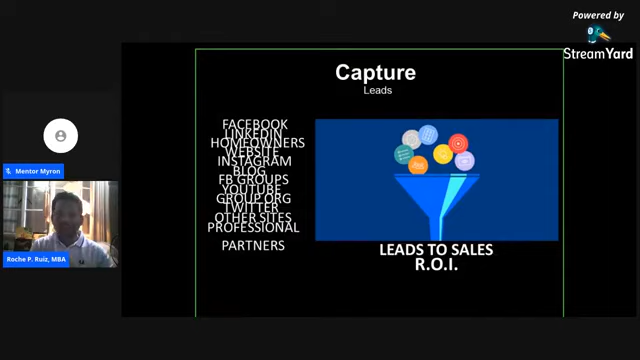 Powered by
StreamYard
Capture
Leads
FACEBOOK
LINKEDIN
HOMEOWNERS
WEBSITE
INSTAGRAM
BLOG
FB GROUPS
YOUTUBE
GROUP.ORG
TWITTER
OTHER SITES
PROFESSIONAL
PARTNERS
LEADS TO SALES
R.O.I.
Mentor Myron
Roche P. Ruiz, MBA